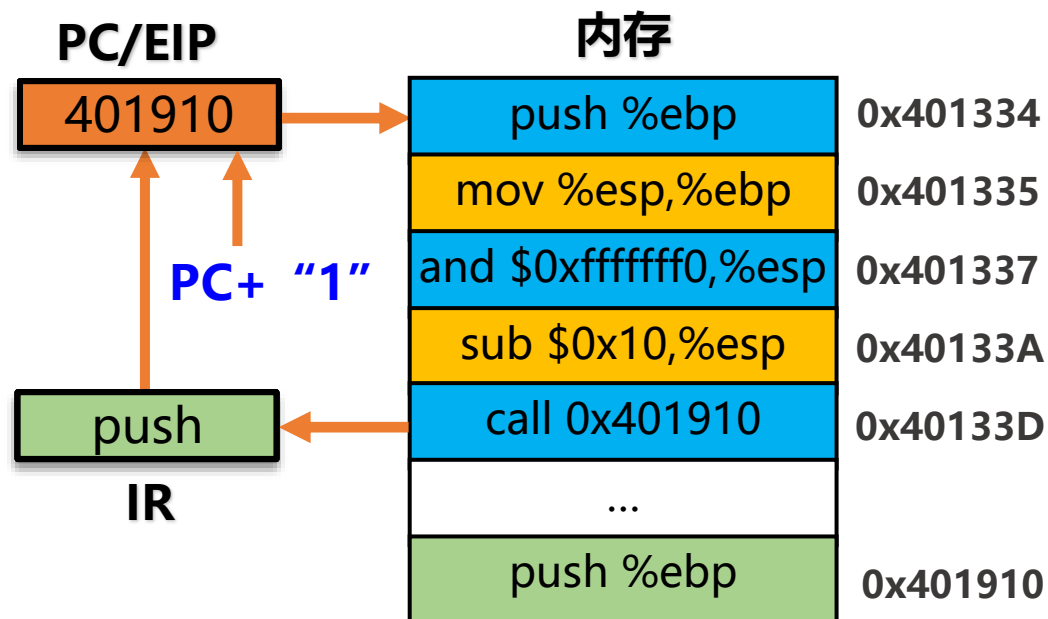 PC/EIP
401910
PC+ “1”
push
IR
内存
push %ebp 0x401334
mov %esp,%ebp 0x401335
and $0xfffffff0,%esp 0x401337
sub $0x10,%esp 0x40133A
call 0x401910 0x40133D
...
push %ebp 0x401910